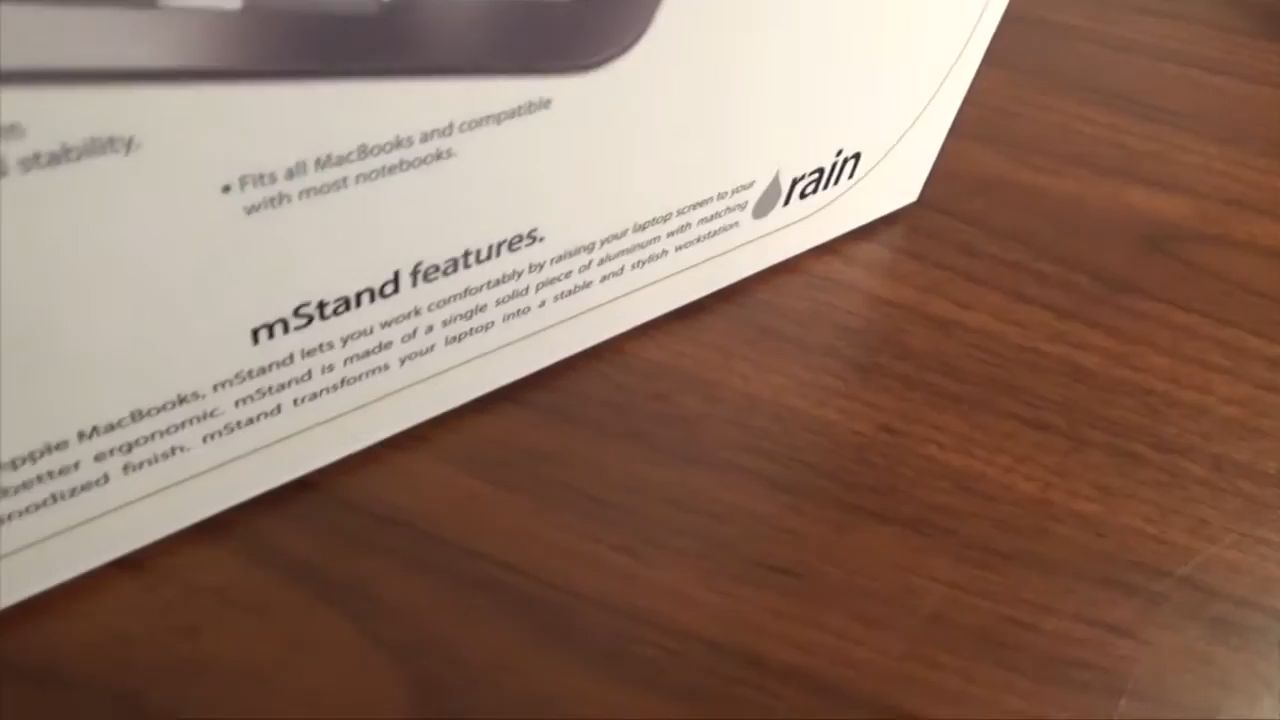 stability.
• Fits all MacBooks and compatible
with most notebooks.
mStand features.
Apple MacBooks, mStand lets you work comfortably by raising your laptop screen to your
better ergonomic. mStand is made of a single solid piece of aluminum with matching
anodized finish. mStand transforms your laptop into a stable and stylish workstation.
rain